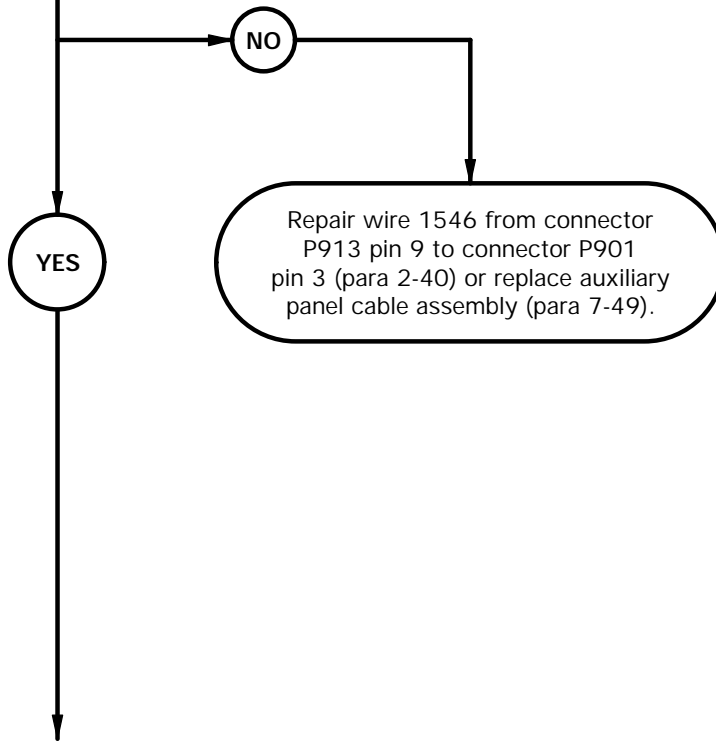 NO
YES
Repair wire 1546 from connector
P913 pin 9 to connector P901
pin 3 (para 2-40) or replace auxiliary
panel cable assembly (para 7-49).